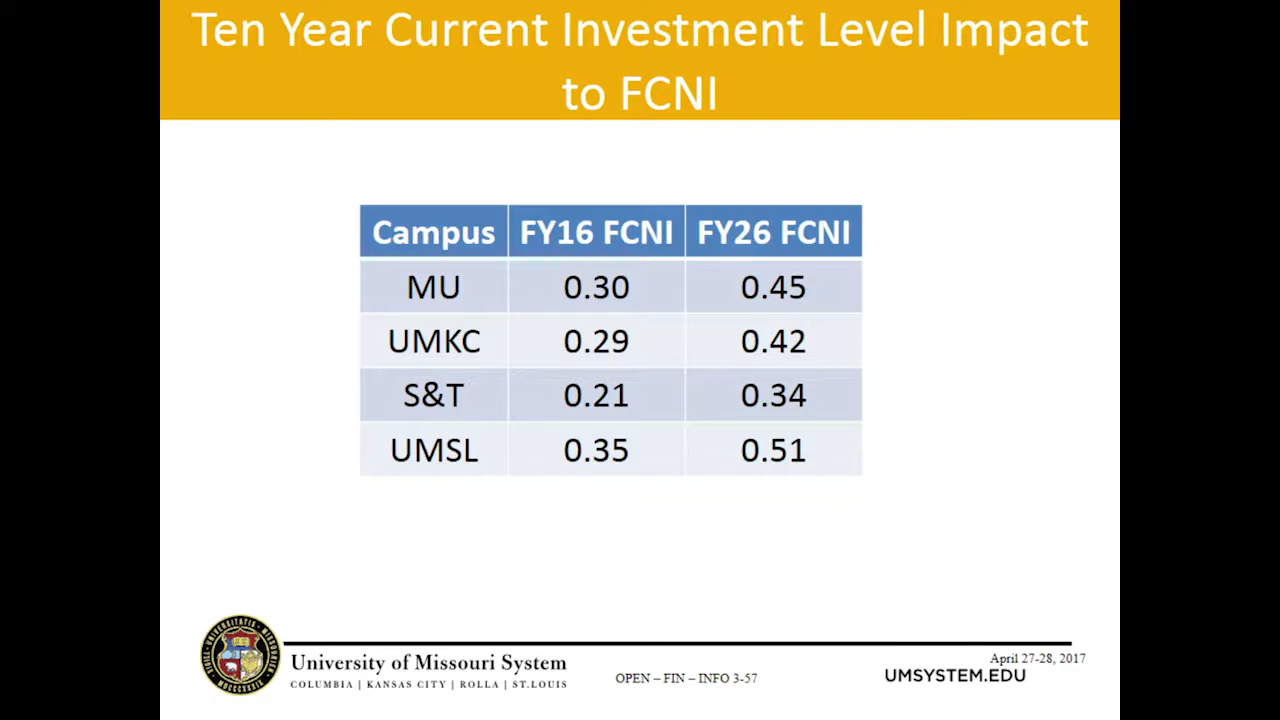 Ten Year Current Investment Level Impact
to FCNI
Campus FY16 FCNI FY26 FCNI
MU 0.30 0.45
UMKC 0.29 0.42
S&T 0.21 0.34
UMSL 0.35 0.51
University of Missouri System
COLUMBIA | KANSAS CITY | ROLLA | ST.LOUIS
OPEN – FIN – INFO 3-57
April 27-28, 2017
UMSYSTEM.EDU